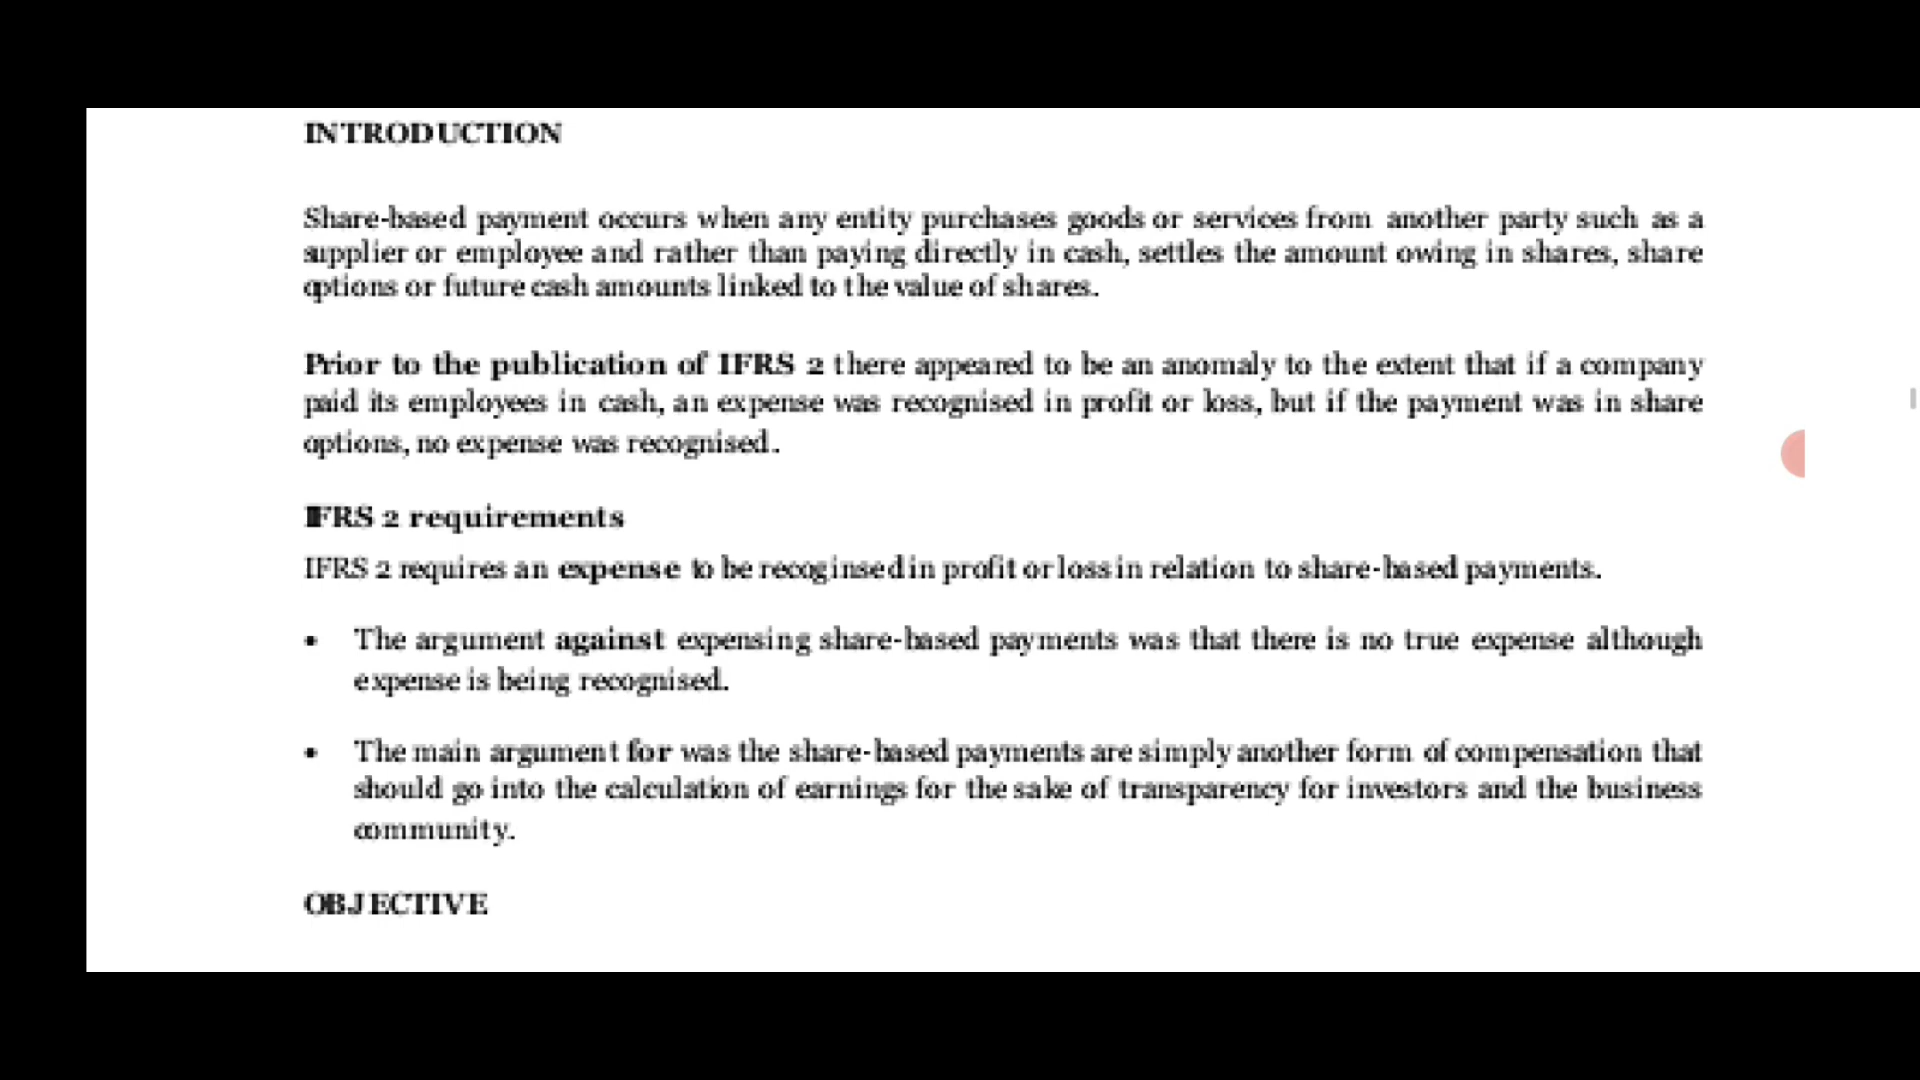 INTRODUCTION
Share-based payment occurs when any entity purchases goods or services from another party such as a
supplier or employee and rather than paying directly in cash, settles the amount owing in shares, share
options or future cash amounts linked to the value of shares.
Prior to the publication of IFRS 2 there appeared to be an anomaly to the extent that if a company
paid its employees in cash, an expense was recognised in profit or loss, but if the payment was in share
options, no expense was recognised.
IFRS 2 requirements
IFRS 2 requires an expense to be recoginsed in profit or loss in relation to share-based payments.
• The argument against expensing share-based payments was that there is no true expense although
expense is being recognised.
• The main argument for was the share-based payments are simply another form of compensation that
should go into the calculation of earnings for the sake of transparency for investors and the business
community.
OBJECTIVE